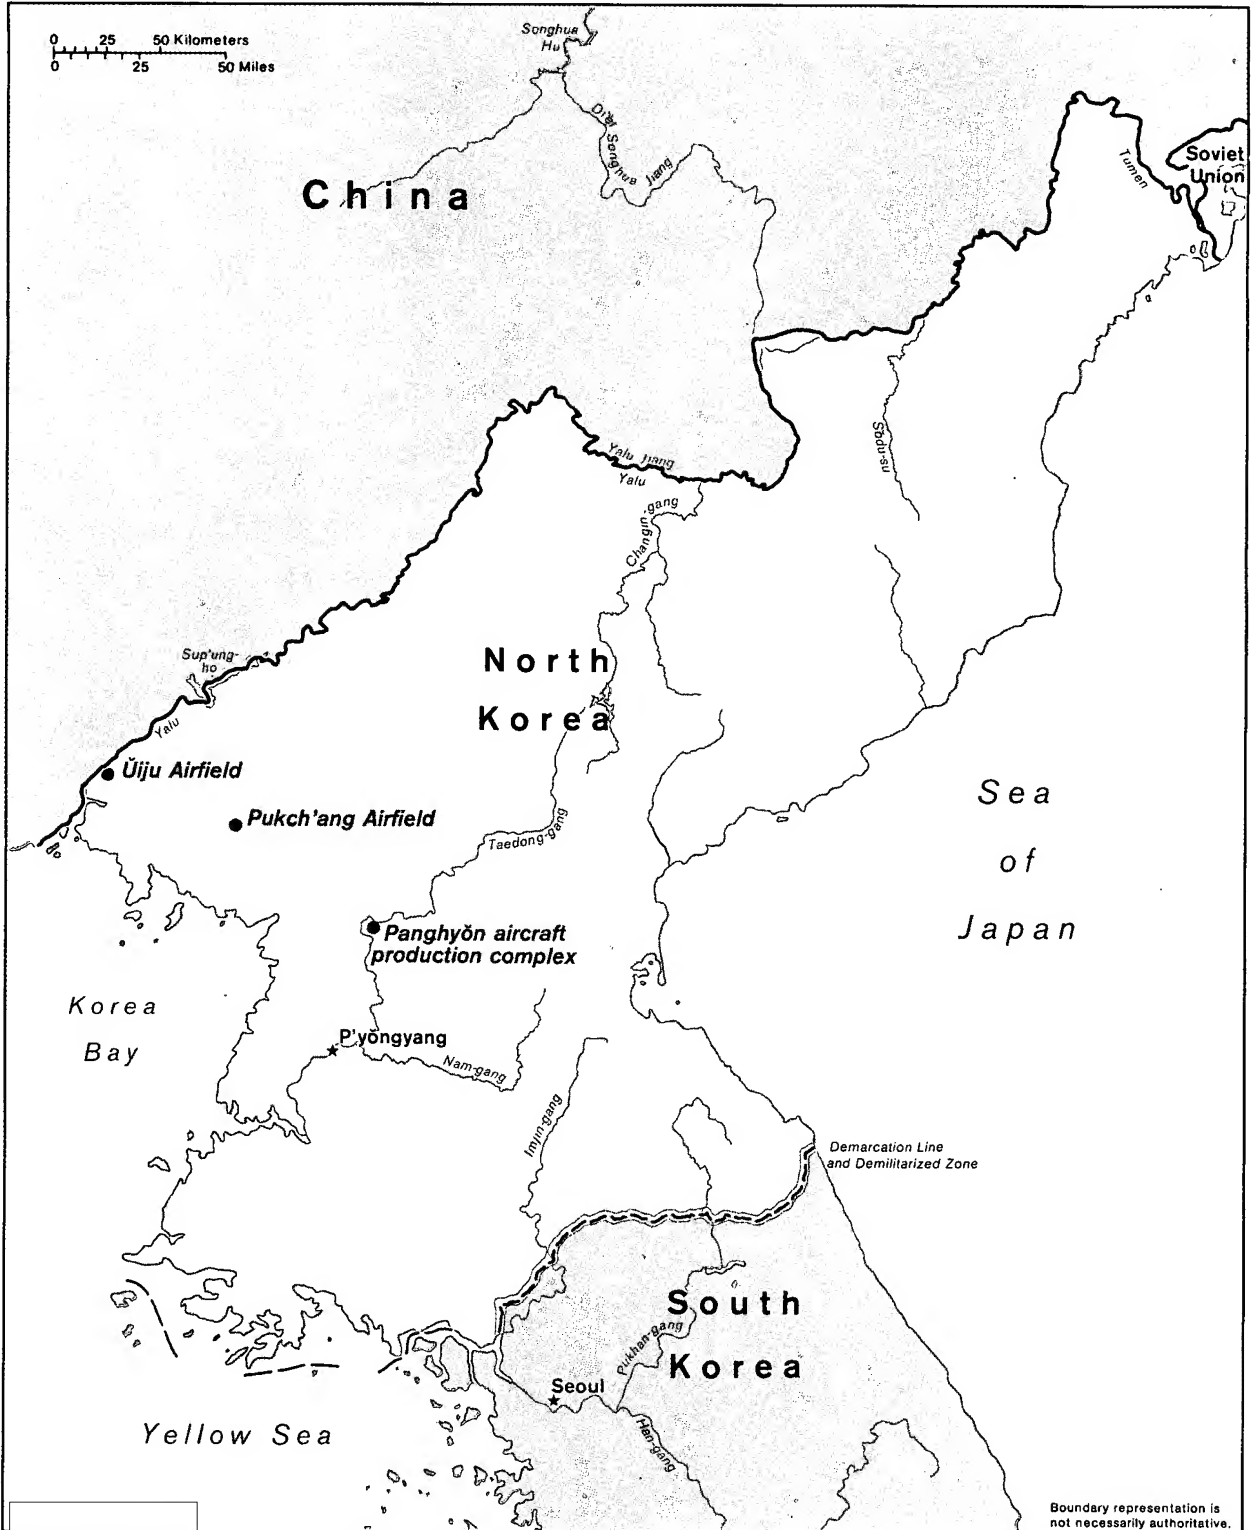 0 25 50 Kilometers
0 25 50 Miles
Songhua
Hu
Songhua Jiang
China
Tumen
Soviet
Union
Yalu Jiang
Yalu
Sŏdu-su
Changjin-gang
Sup'ung-
ho
North
Korea
Yalu
Ŭiju Airfield
Pukch'ang Airfield
Taedong-gang
Sea
of
Japan
Panghyŏn aircraft
production complex
Korea
Bay
P'yŏngyang
Nam-gang
Imjin-gang
Demarcation Line
and Demilitarized Zone
South
Korea
Pukhan-gang
Seoul
Han-gang
Yellow Sea
Boundary representation is
not necessarily authoritative.